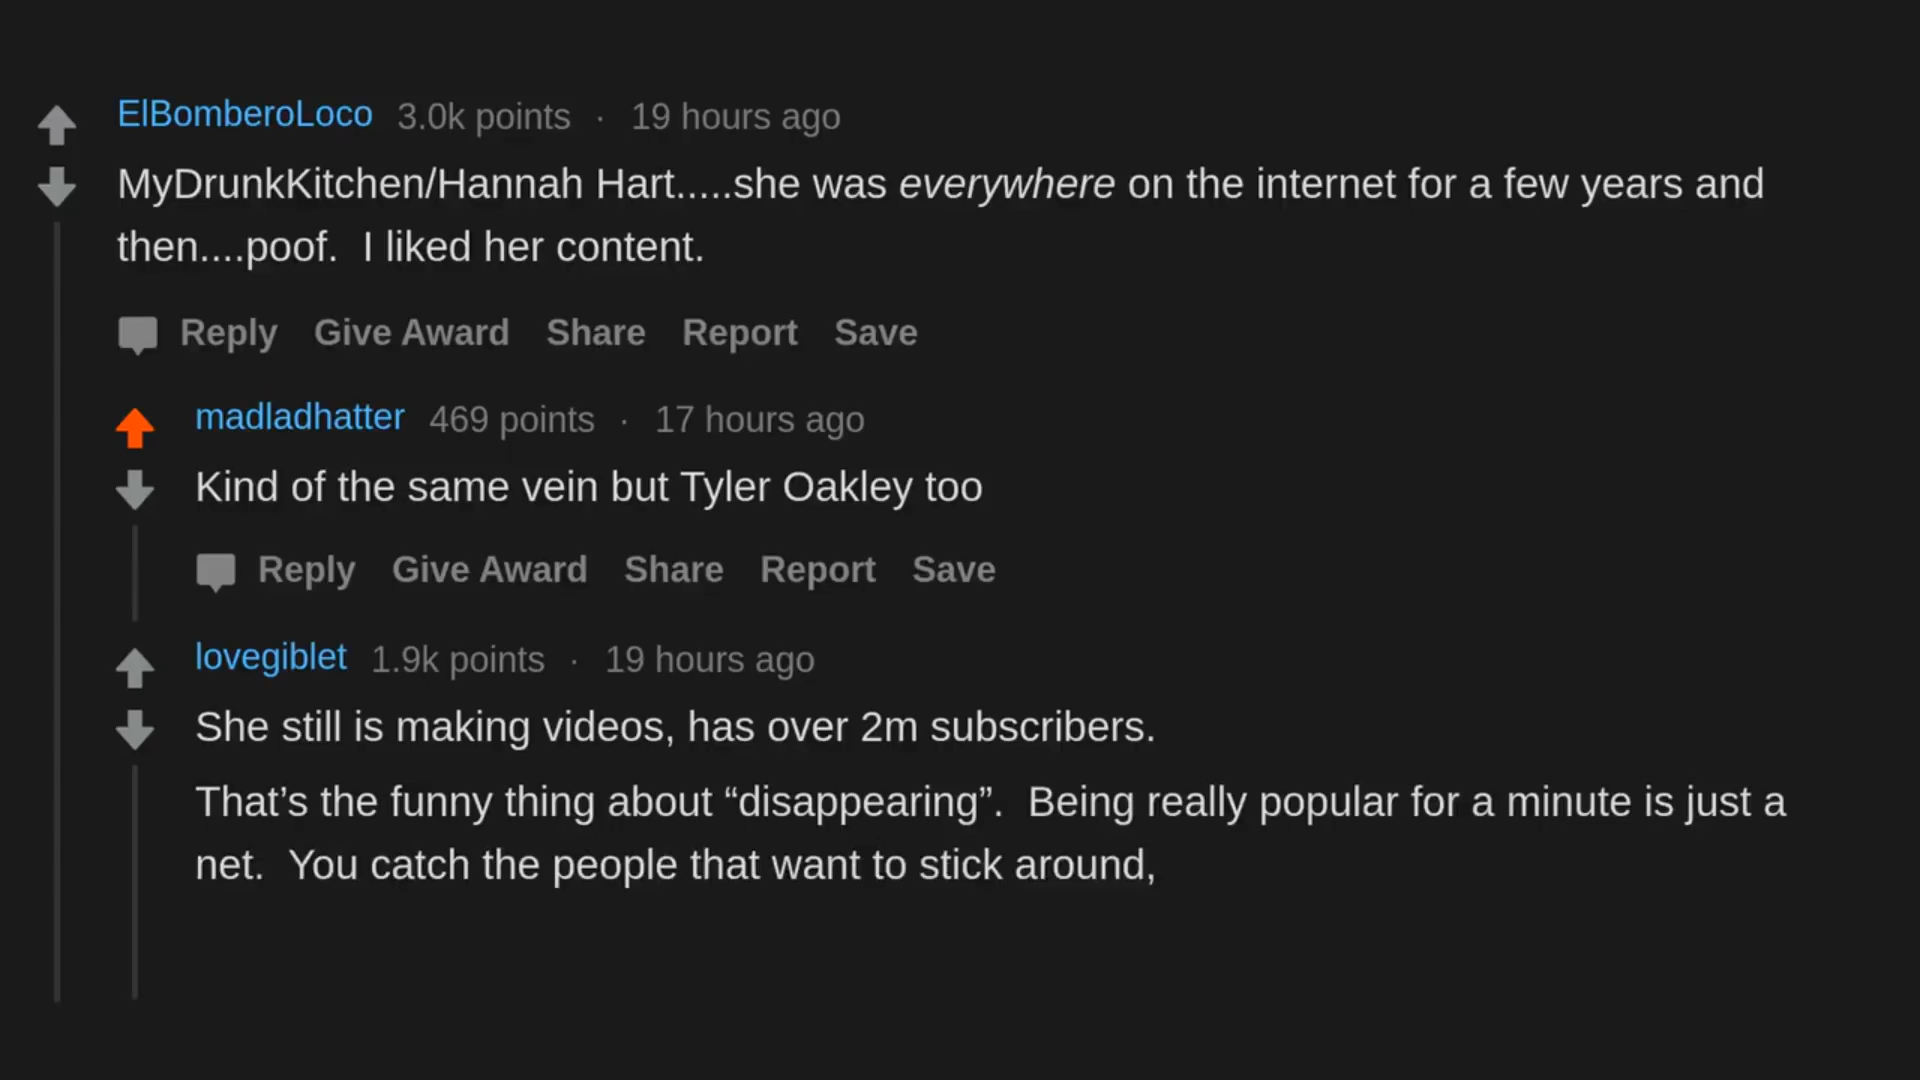 ElBomberoLoco 3.0k points · 19 hours ago
MyDrunkKitchen/Hannah Hart.....she was everywhere on the internet for a few years and
then....poof.  I liked her content.
Reply Give Award Share Report Save
madladhatter 469 points · 17 hours ago
Kind of the same vein but Tyler Oakley too
Reply Give Award Share Report Save
lovegiblet 1.9k points · 19 hours ago
She still is making videos, has over 2m subscribers.
That’s the funny thing about “disappearing”.  Being really popular for a minute is just a
net.  You catch the people that want to stick around,